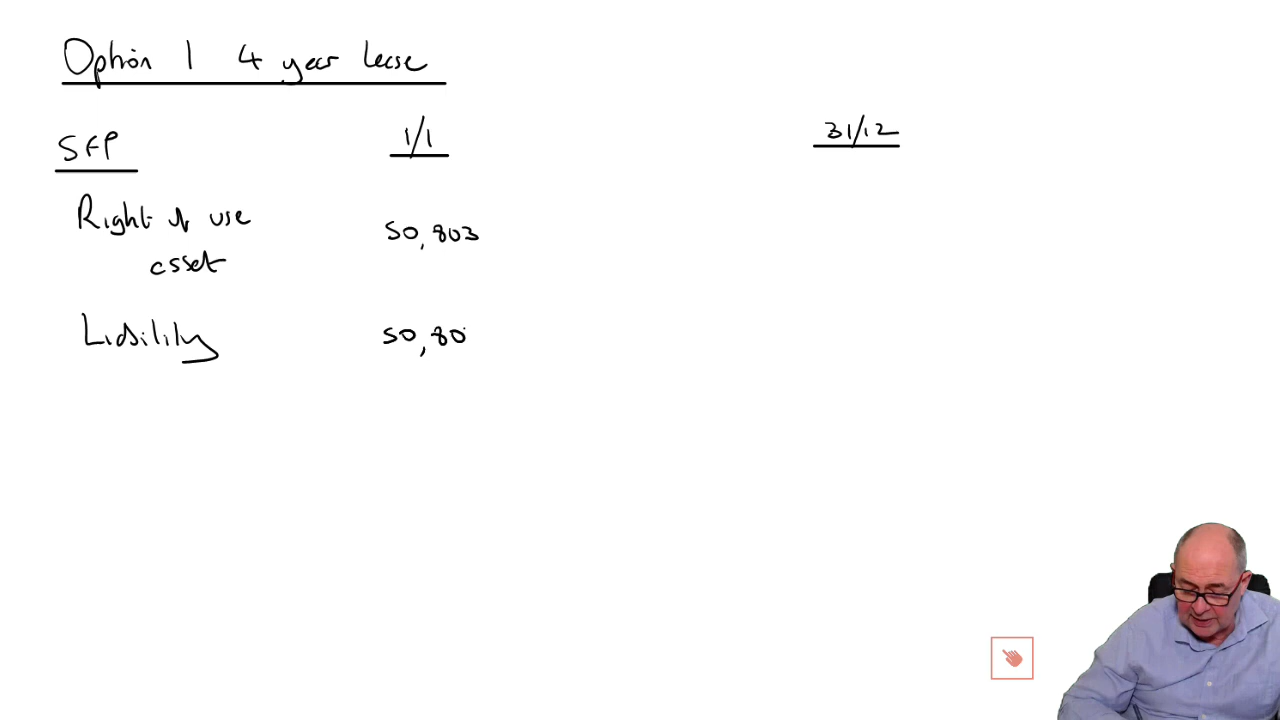 Option 1 4 year lease
SFP 1/1 31/12
Right of use 50,803
asset
Liability 50,80